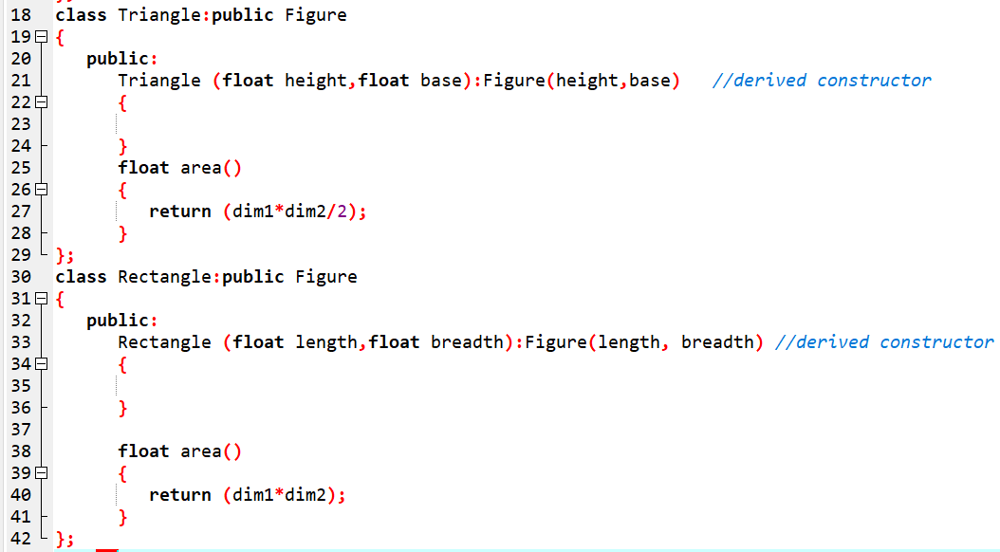 18 class Triangle:public Figure
19 {
20 public:
21 Triangle (float height,float base):Figure(height,base) //derived constructor
22 {
23
24 }
25 float area()
26 {
27 return (dim1*dim2/2);
28 }
29 };
30 class Rectangle:public Figure
31 {
32 public:
33 Rectangle (float length,float breadth):Figure(length, breadth) //derived constructor
34 {
35
36 }
37
38 float area()
39 {
40 return (dim1*dim2);
41 }
42 };